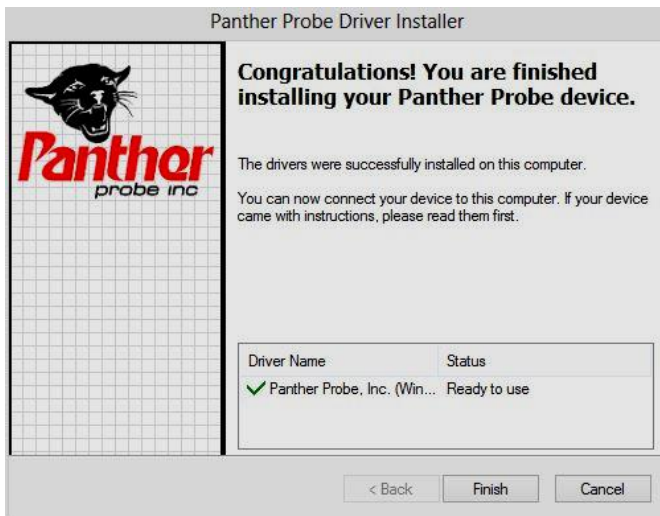 Panther Probe Driver Installer
Panther
probe inc
Congratulations! You are finished
installing your Panther Probe device.
The drivers were successfully installed on this computer.
You can now connect your device to this computer. If your device
came with instructions, please read them first.
Driver Name Status
Panther Probe, Inc. (Win... Ready to use
< Back Finish Cancel